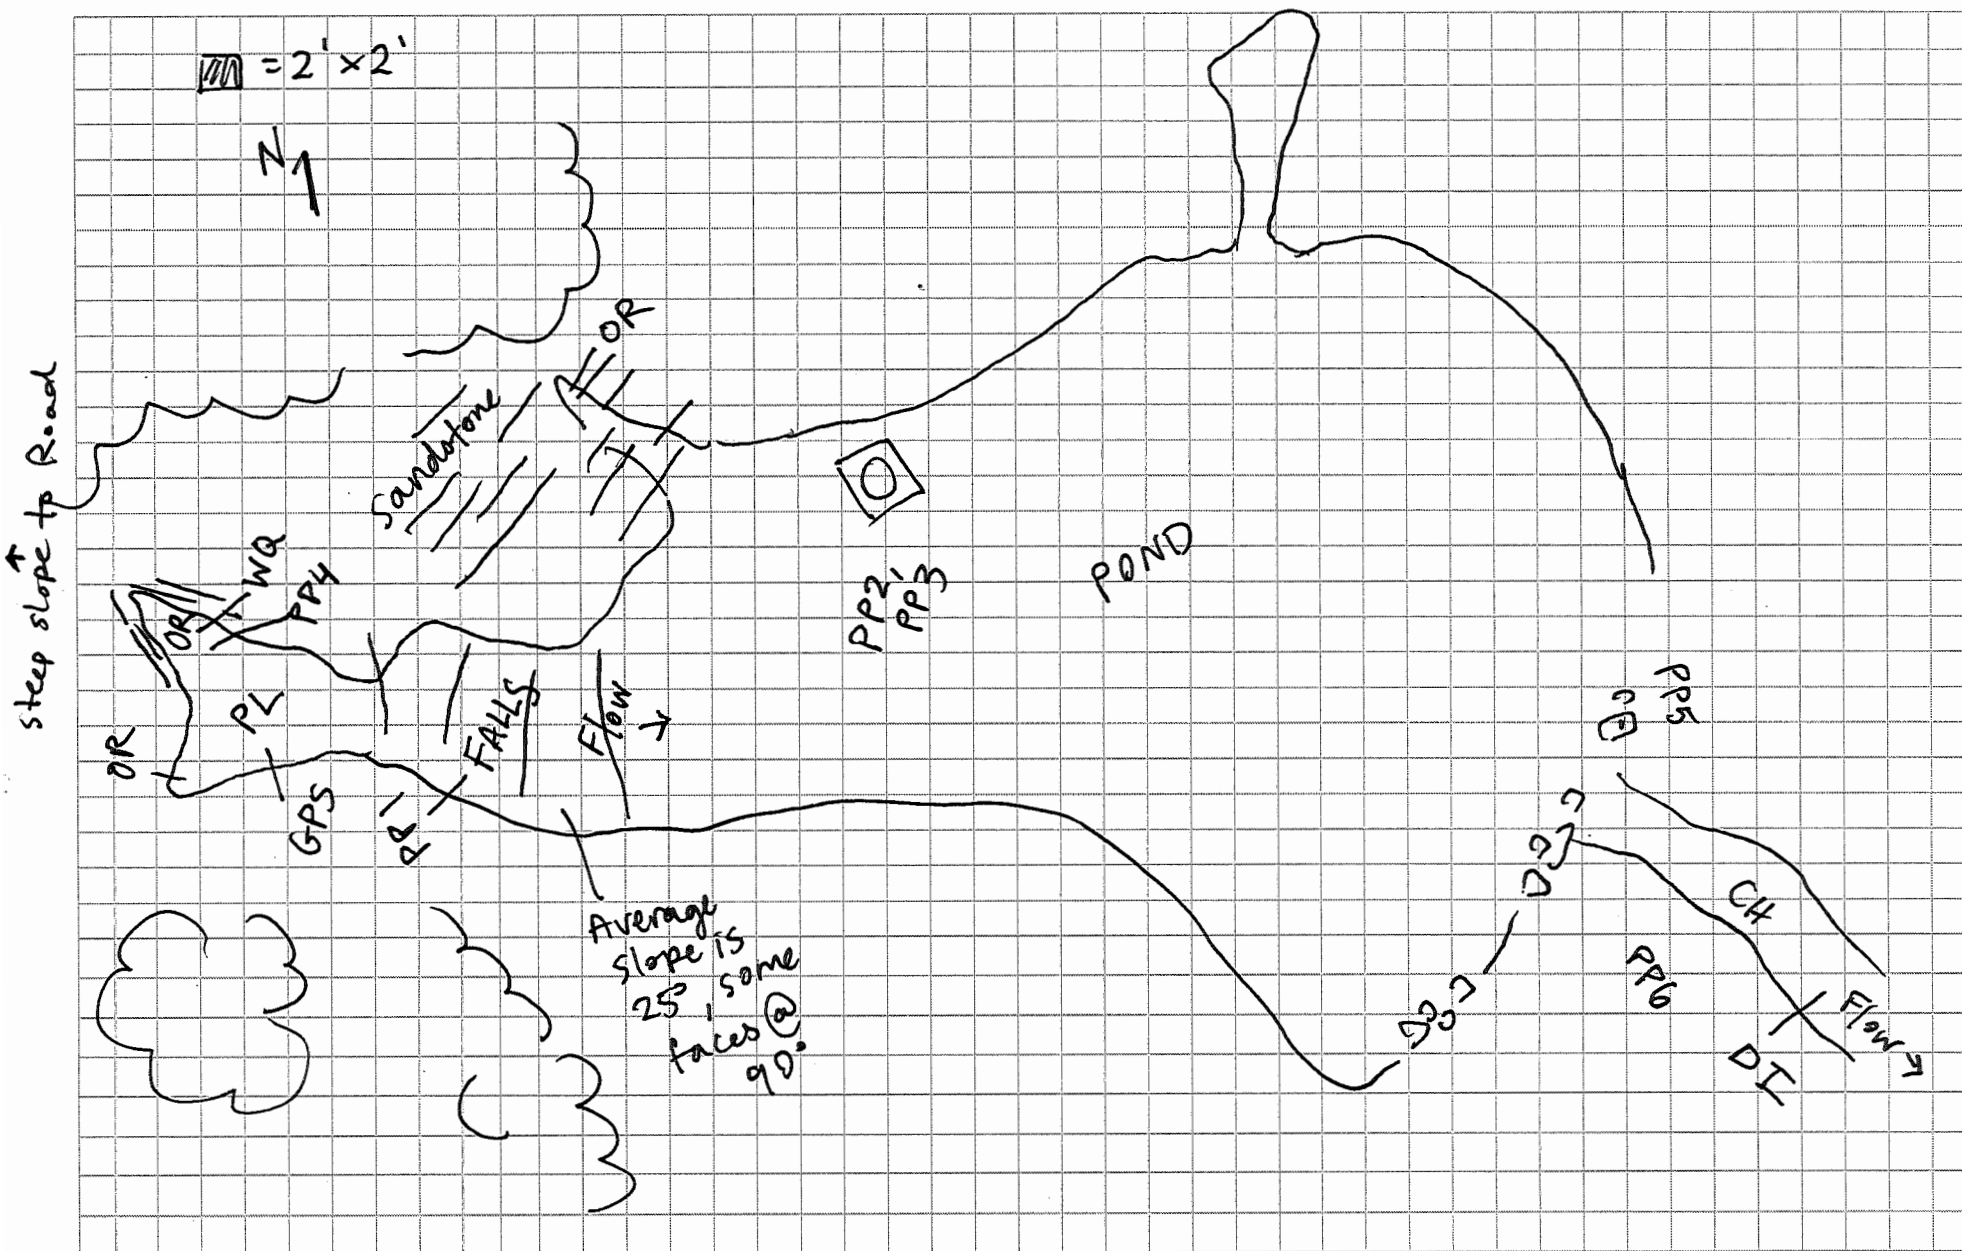 = 2' x 2'
N
OR
Sandstone
steep slope to Road
WQ
PP4
OR
PL
OR
GPS
PR
FALLS
Flow →
PP2,
PP3
POND
PP5
CH
PP6
DI
Flow →
Average
slope is
25°, some
faces @
90°